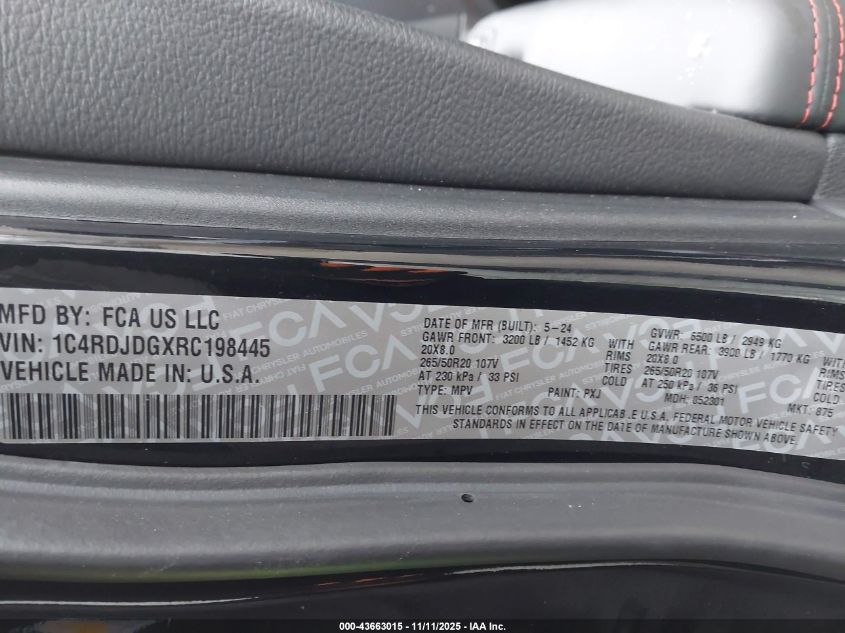 MFD BY: FCA US LLC
VIN: 1C4RDJDGXRC198445
VEHICLE MADE IN: U.S.A.
DATE OF MFR (BUILT): 5-24 GVWR: 6500 LB / 2949 KG
GAWR FRONT: 3200 LB / 1452 KG WITH GAWR REAR: 3900 LB / 1770 KG WITH
20X8.0 RIMS 20X8.0 RIMS
265/50R20 107V TIRES 265/50R20 107V TIRES
AT 230 kPa / 33 PSI COLD AT 250 kPa / 36 PSI COLD
TYPE: MPV PAINT: PXJ MDH: 052301 MKT: 875
THIS VEHICLE CONFORMS TO ALL APPLICABLE U.S.A. FEDERAL MOTOR VEHICLE SAFETY
STANDARDS IN EFFECT ON THE DATE OF MANUFACTURE SHOWN ABOVE.
000-43663015 - 11/11/2025 - IAA Inc.